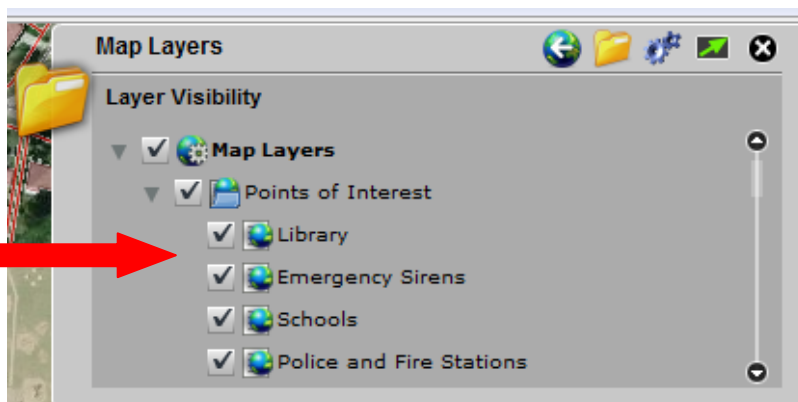 Map Layers
Layer Visibility
Map Layers
Points of Interest
Library
Emergency Sirens
Schools
Police and Fire Stations